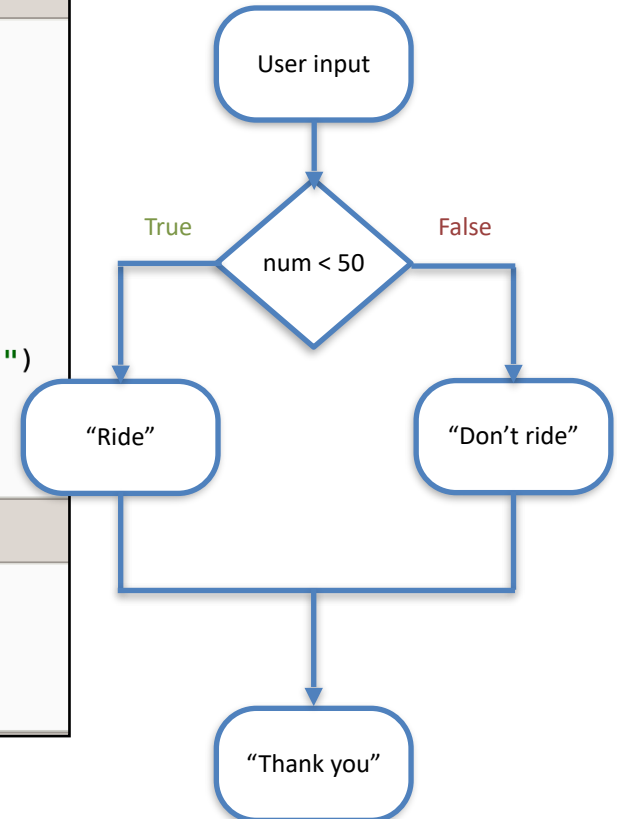 User input
True
False
num < 50
")
“Ride”
“Don’t ride”
“Thank you”